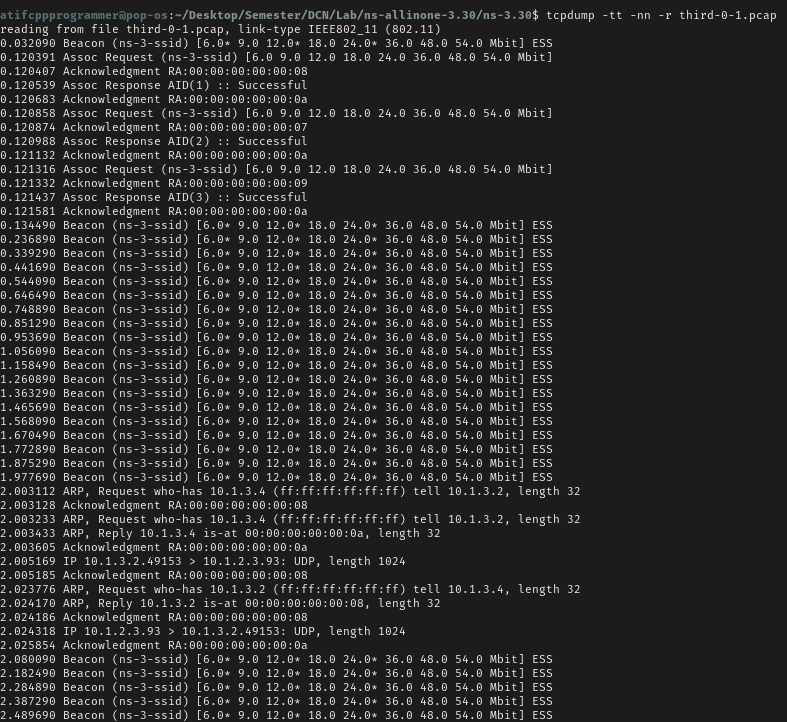 atifcppprogrammer@pop-os:~/Desktop/Semester/DCN/Lab/ns-allinone-3.30/ns-3.30$ tcpdump -tt -nn -r third-0-1.pcap
reading from file third-0-1.pcap, link-type IEEE802_11 (802.11)
0.032090 Beacon (ns-3-ssid) [6.0* 9.0 12.0* 18.0 24.0* 36.0 48.0 54.0 Mbit] ESS
0.120391 Assoc Request (ns-3-ssid) [6.0 9.0 12.0 18.0 24.0 36.0 48.0 54.0 Mbit]
0.120407 Acknowledgment RA:00:00:00:00:00:08
0.120539 Assoc Response AID(1) :: Successful
0.120683 Acknowledgment RA:00:00:00:00:00:0a
0.120858 Assoc Request (ns-3-ssid) [6.0 9.0 12.0 18.0 24.0 36.0 48.0 54.0 Mbit]
0.120874 Acknowledgment RA:00:00:00:00:00:07
0.120988 Assoc Response AID(2) :: Successful
0.121132 Acknowledgment RA:00:00:00:00:00:0a
0.121316 Assoc Request (ns-3-ssid) [6.0 9.0 12.0 18.0 24.0 36.0 48.0 54.0 Mbit]
0.121332 Acknowledgment RA:00:00:00:00:00:09
0.121437 Assoc Response AID(3) :: Successful
0.121581 Acknowledgment RA:00:00:00:00:00:0a
0.134490 Beacon (ns-3-ssid) [6.0* 9.0 12.0* 18.0 24.0* 36.0 48.0 54.0 Mbit] ESS
0.236890 Beacon (ns-3-ssid) [6.0* 9.0 12.0* 18.0 24.0* 36.0 48.0 54.0 Mbit] ESS
0.339290 Beacon (ns-3-ssid) [6.0* 9.0 12.0* 18.0 24.0* 36.0 48.0 54.0 Mbit] ESS
0.441690 Beacon (ns-3-ssid) [6.0* 9.0 12.0* 18.0 24.0* 36.0 48.0 54.0 Mbit] ESS
0.544090 Beacon (ns-3-ssid) [6.0* 9.0 12.0* 18.0 24.0* 36.0 48.0 54.0 Mbit] ESS
0.646490 Beacon (ns-3-ssid) [6.0* 9.0 12.0* 18.0 24.0* 36.0 48.0 54.0 Mbit] ESS
0.748890 Beacon (ns-3-ssid) [6.0* 9.0 12.0* 18.0 24.0* 36.0 48.0 54.0 Mbit] ESS
0.851290 Beacon (ns-3-ssid) [6.0* 9.0 12.0* 18.0 24.0* 36.0 48.0 54.0 Mbit] ESS
0.953690 Beacon (ns-3-ssid) [6.0* 9.0 12.0* 18.0 24.0* 36.0 48.0 54.0 Mbit] ESS
1.056090 Beacon (ns-3-ssid) [6.0* 9.0 12.0* 18.0 24.0* 36.0 48.0 54.0 Mbit] ESS
1.158490 Beacon (ns-3-ssid) [6.0* 9.0 12.0* 18.0 24.0* 36.0 48.0 54.0 Mbit] ESS
1.260890 Beacon (ns-3-ssid) [6.0* 9.0 12.0* 18.0 24.0* 36.0 48.0 54.0 Mbit] ESS
1.363290 Beacon (ns-3-ssid) [6.0* 9.0 12.0* 18.0 24.0* 36.0 48.0 54.0 Mbit] ESS
1.465690 Beacon (ns-3-ssid) [6.0* 9.0 12.0* 18.0 24.0* 36.0 48.0 54.0 Mbit] ESS
1.568090 Beacon (ns-3-ssid) [6.0* 9.0 12.0* 18.0 24.0* 36.0 48.0 54.0 Mbit] ESS
1.670490 Beacon (ns-3-ssid) [6.0* 9.0 12.0* 18.0 24.0* 36.0 48.0 54.0 Mbit] ESS
1.772890 Beacon (ns-3-ssid) [6.0* 9.0 12.0* 18.0 24.0* 36.0 48.0 54.0 Mbit] ESS
1.875290 Beacon (ns-3-ssid) [6.0* 9.0 12.0* 18.0 24.0* 36.0 48.0 54.0 Mbit] ESS
1.977690 Beacon (ns-3-ssid) [6.0* 9.0 12.0* 18.0 24.0* 36.0 48.0 54.0 Mbit] ESS
2.003112 ARP, Request who-has 10.1.3.4 (ff:ff:ff:ff:ff:ff) tell 10.1.3.2, length 32
2.003128 Acknowledgment RA:00:00:00:00:00:08
2.003233 ARP, Request who-has 10.1.3.4 (ff:ff:ff:ff:ff:ff) tell 10.1.3.2, length 32
2.003433 ARP, Reply 10.1.3.4 is-at 00:00:00:00:00:0a, length 32
2.003605 Acknowledgment RA:00:00:00:00:00:0a
2.005169 IP 10.1.3.2.49153 > 10.1.2.3.93: UDP, length 1024
2.005185 Acknowledgment RA:00:00:00:00:00:08
2.023776 ARP, Request who-has 10.1.3.2 (ff:ff:ff:ff:ff:ff) tell 10.1.3.4, length 32
2.024170 ARP, Reply 10.1.3.2 is-at 00:00:00:00:00:08, length 32
2.024186 Acknowledgment RA:00:00:00:00:00:08
2.024318 IP 10.1.2.3.93 > 10.1.3.2.49153: UDP, length 1024
2.025854 Acknowledgment RA:00:00:00:00:00:0a
2.080090 Beacon (ns-3-ssid) [6.0* 9.0 12.0* 18.0 24.0* 36.0 48.0 54.0 Mbit] ESS
2.182490 Beacon (ns-3-ssid) [6.0* 9.0 12.0* 18.0 24.0* 36.0 48.0 54.0 Mbit] ESS
2.284890 Beacon (ns-3-ssid) [6.0* 9.0 12.0* 18.0 24.0* 36.0 48.0 54.0 Mbit] ESS
2.387290 Beacon (ns-3-ssid) [6.0* 9.0 12.0* 18.0 24.0* 36.0 48.0 54.0 Mbit] ESS
2.489690 Beacon (ns-3-ssid) [6.0* 9.0 12.0* 18.0 24.0* 36.0 48.0 54.0 Mbit] ESS